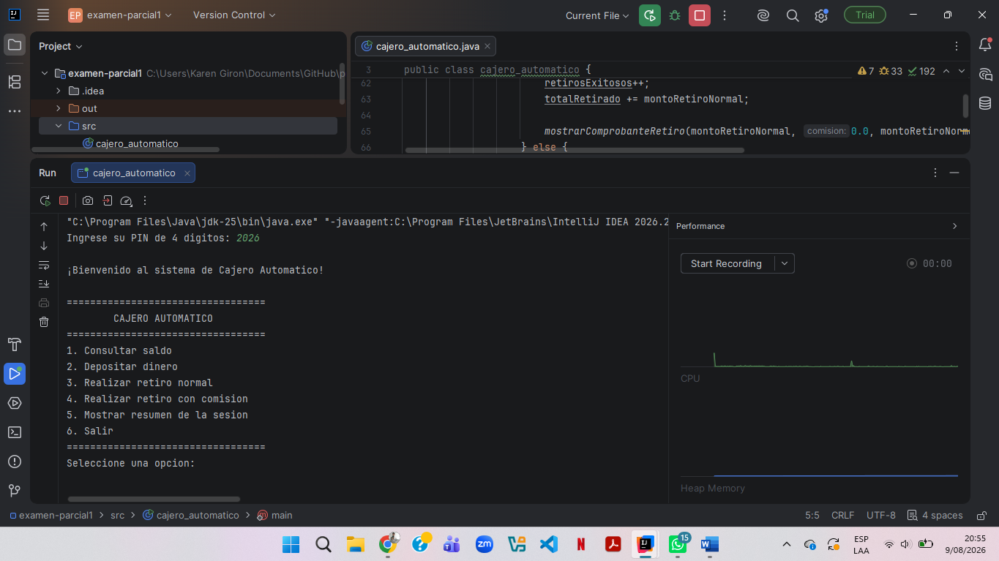 EP examen-parcial1
Version Control
Current File
Trial
Project
cajero_automatico.java
examen-parcial1 C:\Users\Karen Giron\Documents\GitHub\p
.idea
out
src
cajero_automatico
3 public class cajero_automatico {
7 33 192
62 retirosExitosos++;
63 totalRetirado += montoRetiroNormal;
64
65 mostrarComprobanteRetiro(montoRetiroNormal, comision: 0.0, montoRetiroNorm
66 } else {
Run
cajero_automatico
"C:\Program Files\Java\jdk-25\bin\java.exe" "-javaagent:C:\Program Files\JetBrains\IntelliJ IDEA 2026.2
Ingrese su PIN de 4 digitos: 2026
¡Bienvenido al sistema de Cajero Automatico!
==================================
CAJERO AUTOMATICO
==================================
1. Consultar saldo
2. Depositar dinero
3. Realizar retiro normal
4. Realizar retiro con comision
5. Mostrar resumen de la sesion
6. Salir
==================================
Seleccione una opcion:
Performance
Start Recording
00:00
CPU
Heap Memory
examen-parcial1 > src > cajero_automatico > main
5:5 CRLF UTF-8 4 spaces
zm
N
15
ESP
LAA
20:55
9/08/2026